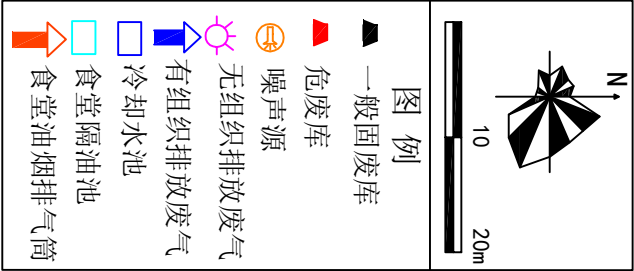 N
10
20m
图 例
一般固废库
危废库
噪声源
无组织排放废气
有组织排放废气
冷却水池
食堂隔油池
食堂油烟排气筒